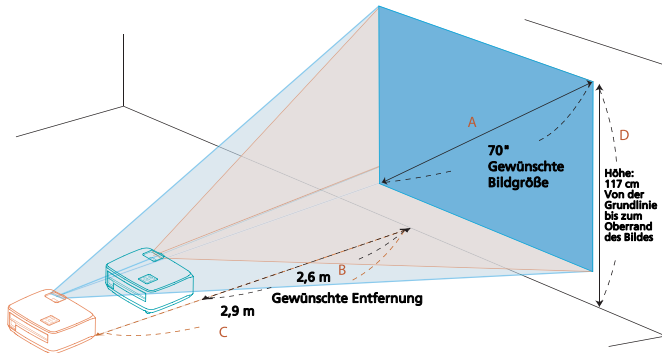 A
D
70"
Gewünschte
Bildgröße
Höhe:
117 cm
Von der
Grundlinie
bis zum
Oberrand
des Bildes
B
2,6 m
Gewünschte Entfernung
2,9 m
C